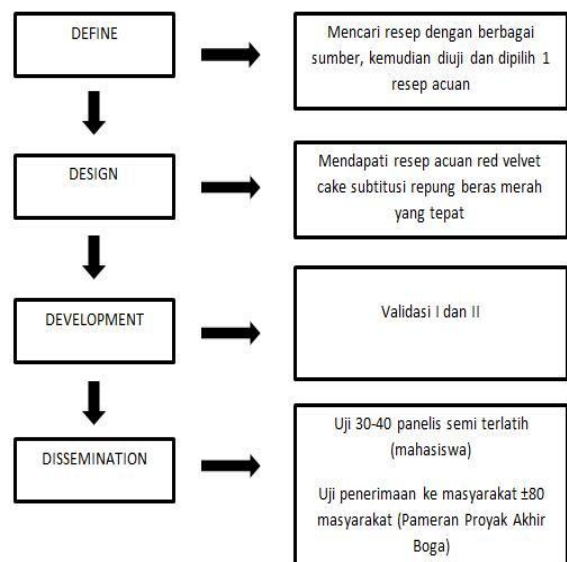 DEFINE
Mencari resep dengan berbagai
sumber, kemudian diuji dan dipilih 1
resep acuan
DESIGN
Mendapati resep acuan red velvet
cake subtitusi repung beras merah
yang tepat
DEVELOPMENT
Validasi I dan II
DISSEMINATION
Uji 30-40 panelis semi terlatih
(mahasiswa)
Uji penerimaan ke masyarakat ±80
masyarakat (Pameran Proyak Akhir
Boga)